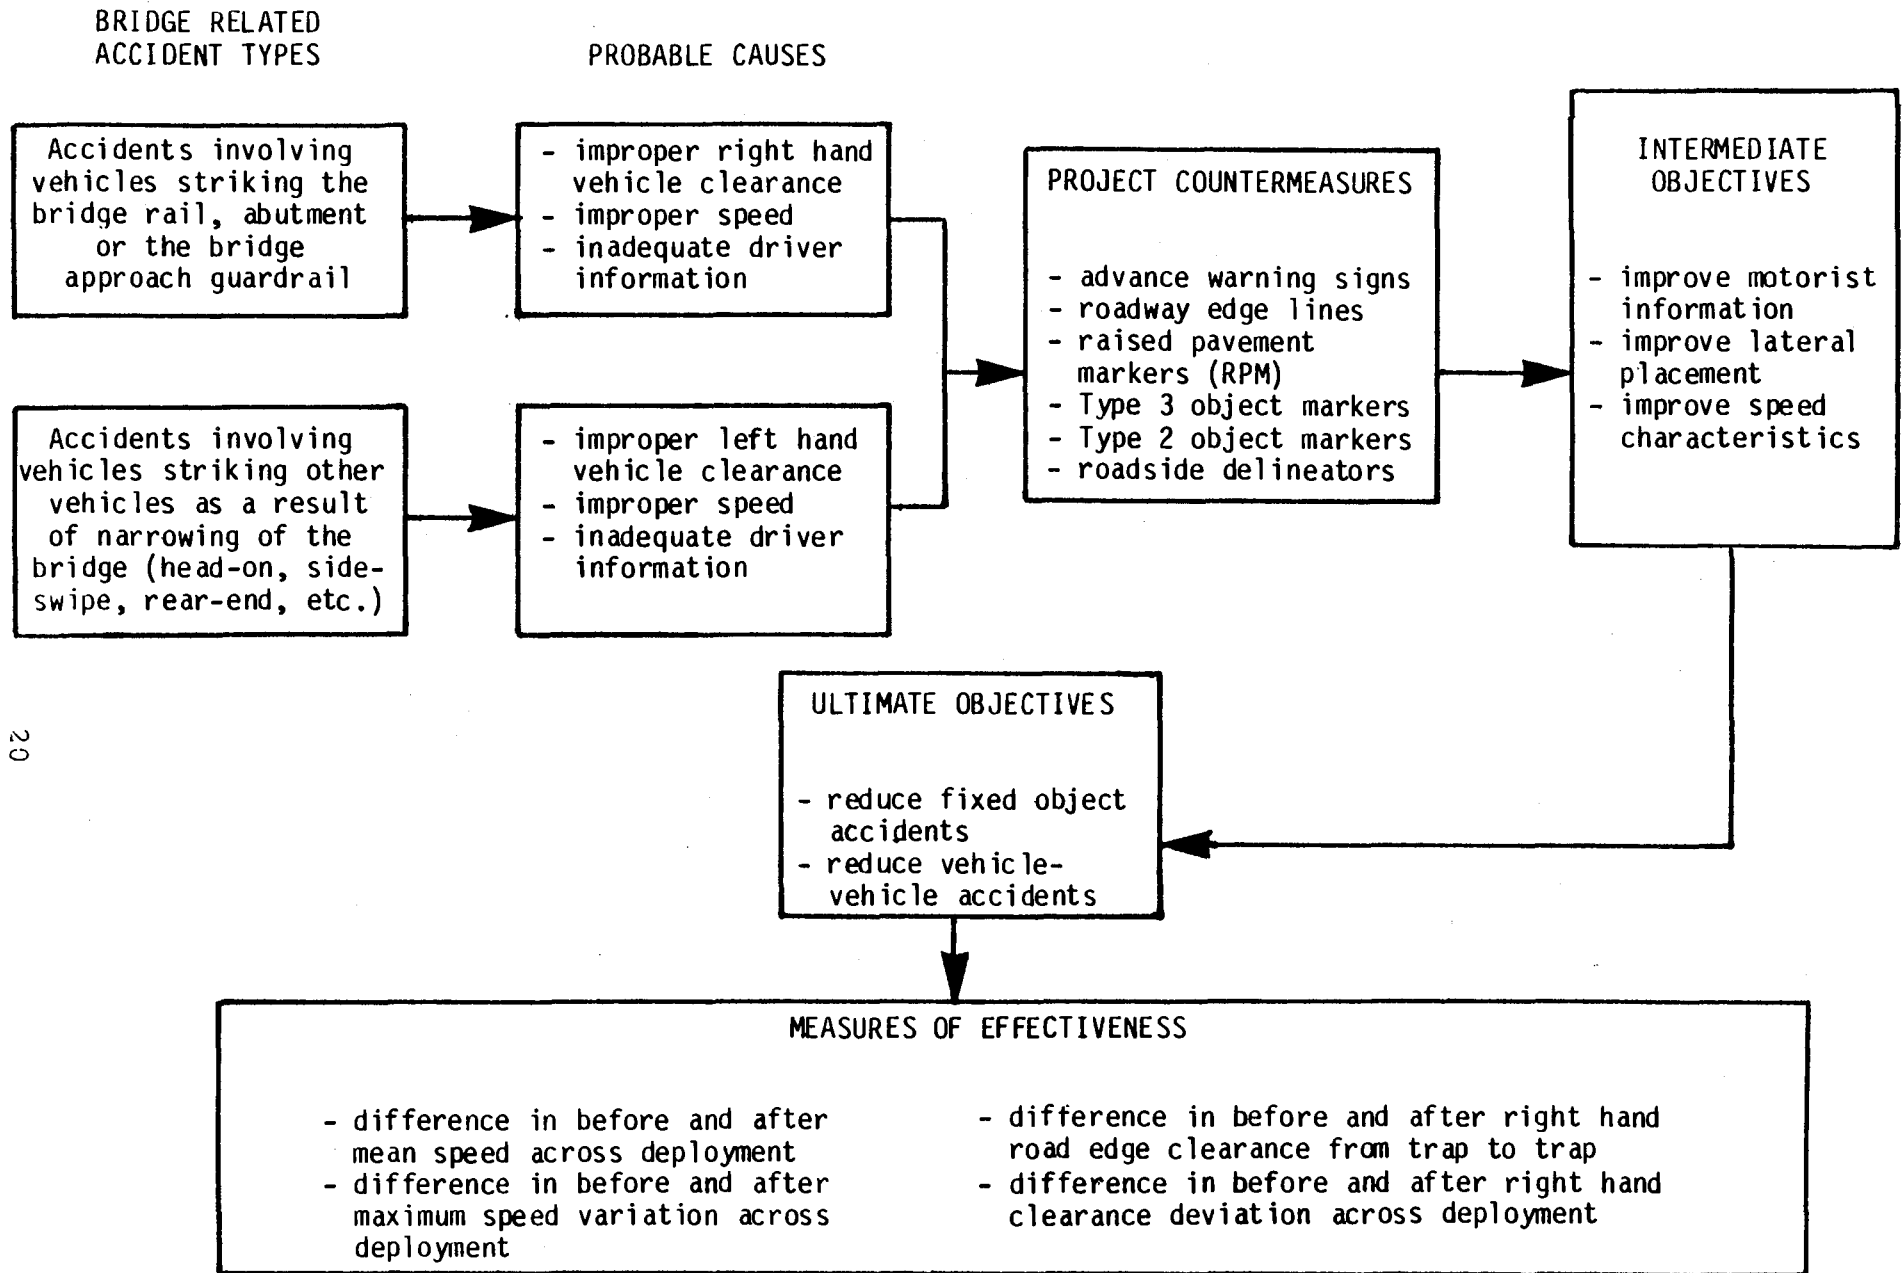 BRIDGE RELATED
ACCIDENT TYPES
PROBABLE CAUSES
Accidents involving
vehicles striking the
bridge rail, abutment
or the bridge
approach guardrail
- improper right hand
vehicle clearance
- improper speed
- inadequate driver
information
Accidents involving
vehicles striking other
vehicles as a result
of narrowing of the
bridge (head-on, side-
swipe, rear-end, etc.)
- improper left hand
vehicle clearance
- improper speed
- inadequate driver
information
PROJECT COUNTERMEASURES
- advance warning signs
- roadway edge lines
- raised pavement
markers (RPM)
- Type 3 object markers
- Type 2 object markers
- roadside delineators
INTERMEDIATE
OBJECTIVES
- improve motorist
information
- improve lateral
placement
- improve speed
characteristics
ULTIMATE OBJECTIVES
- reduce fixed object
accidents
- reduce vehicle-
vehicle accidents
MEASURES OF EFFECTIVENESS
- difference in before and after
mean speed across deployment
- difference in before and after
maximum speed variation across
deployment
- difference in before and after right hand
road edge clearance from trap to trap
- difference in before and after right hand
clearance deviation across deployment
20